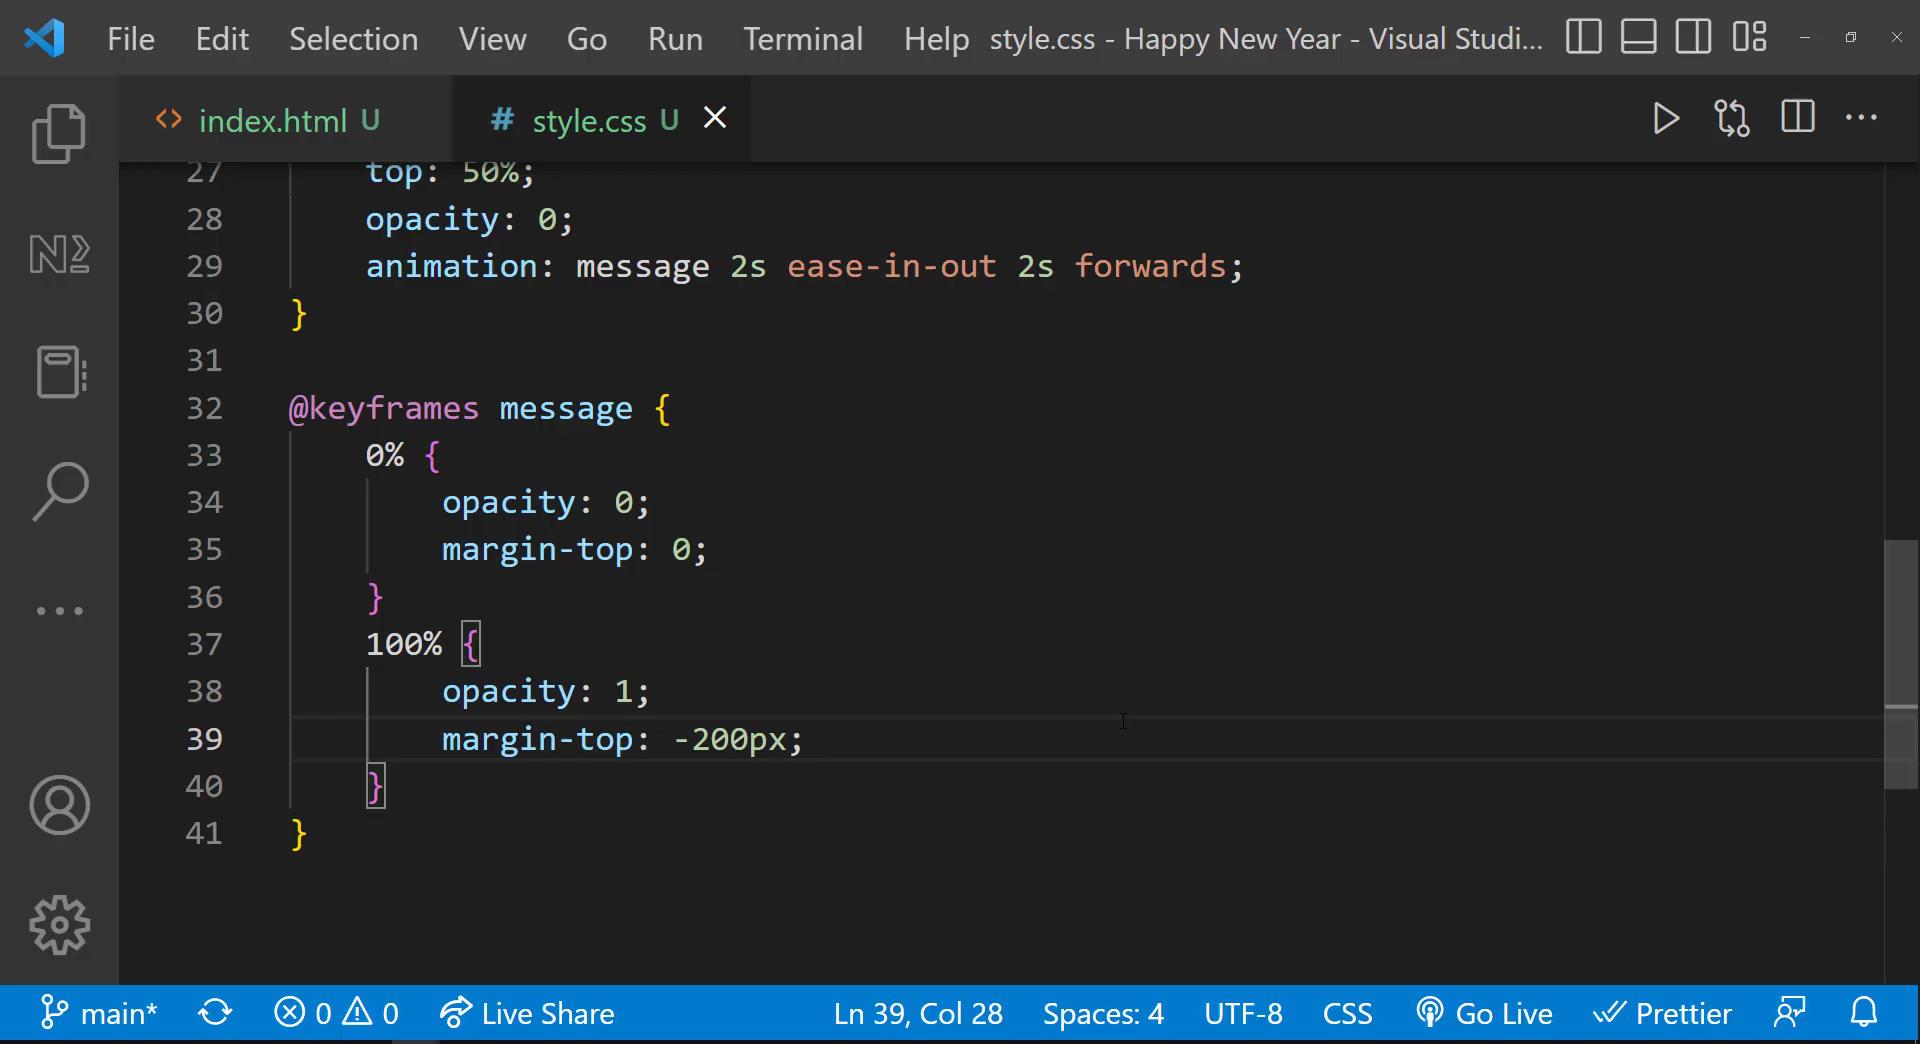 File Edit Selection View Go Run Terminal Help style.css - Happy New Year - Visual Studi...
index.html U # style.css U
27 top: 50%;
28 opacity: 0;
29 animation: message 2s ease-in-out 2s forwards;
30 }
31
32 @keyframes message {
33 0% {
34 opacity: 0;
35 margin-top: 0;
36 }
37 100% {
38 opacity: 1;
39 margin-top: -200px;
40 }
41 }
main* 0 0 Live Share Ln 39, Col 28 Spaces: 4 UTF-8 CSS Go Live Prettier